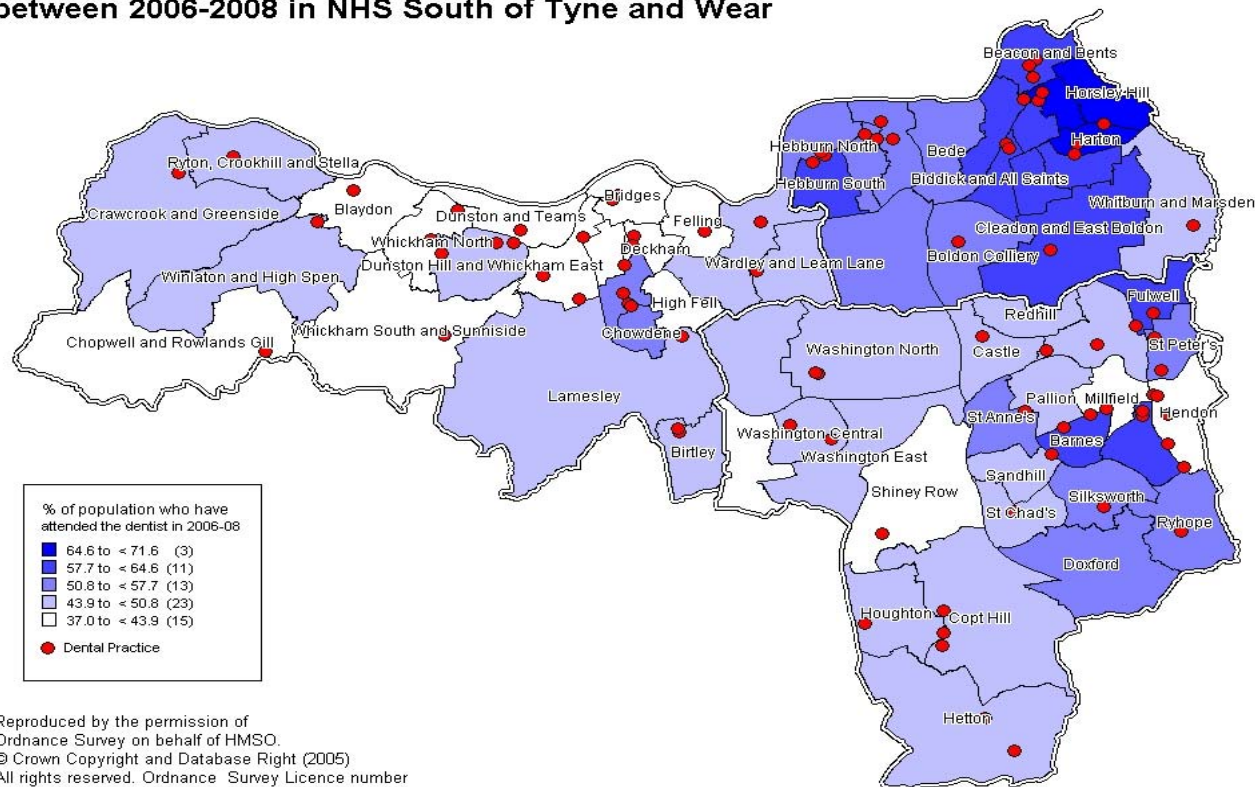 between 2006-2008 in NHS South of Tyne and Wear
Beacon and Bents
Horsley Hill
Harton
Hebburn North
Bede
Hebburn South
Biddick and All Saints
Whitburn and Marsden
Cleadon and East Boldon
Boldon Colliery
Ryton, Crookhill and Stella
Crawcrook and Greenside
Blaydon
Bridges
Dunston and Teams
Felling
Whickham North
Deckham
Dunston Hill and Whickham East
Wardley and Leam Lane
Winlaton and High Spen
High Fell
Fulwell
Redhill
Whickham South and Sunniside
Chowdene
Chopwell and Rowlands Gill
Washington North
Castle
St Peter's
Lamesley
Pallion
Millfield
St Anne's
Hendon
Washington Central
Barnes
Birtley
Washington East
Sandhill
Shiney Row
Silksworth
St Chad's
Ryhope
Doxford
Houghton
Copt Hill
Hetton
% of population who have
attended the dentist in 2006-08
64.6 to < 71.6 (3)
57.7 to < 64.6 (11)
50.8 to < 57.7 (13)
43.9 to < 50.8 (23)
37.0 to < 43.9 (15)
Dental Practice
Reproduced by the permission of
Ordnance Survey on behalf of HMSO.
© Crown Copyright and Database Right (2005)
All rights reserved. Ordnance Survey Licence number